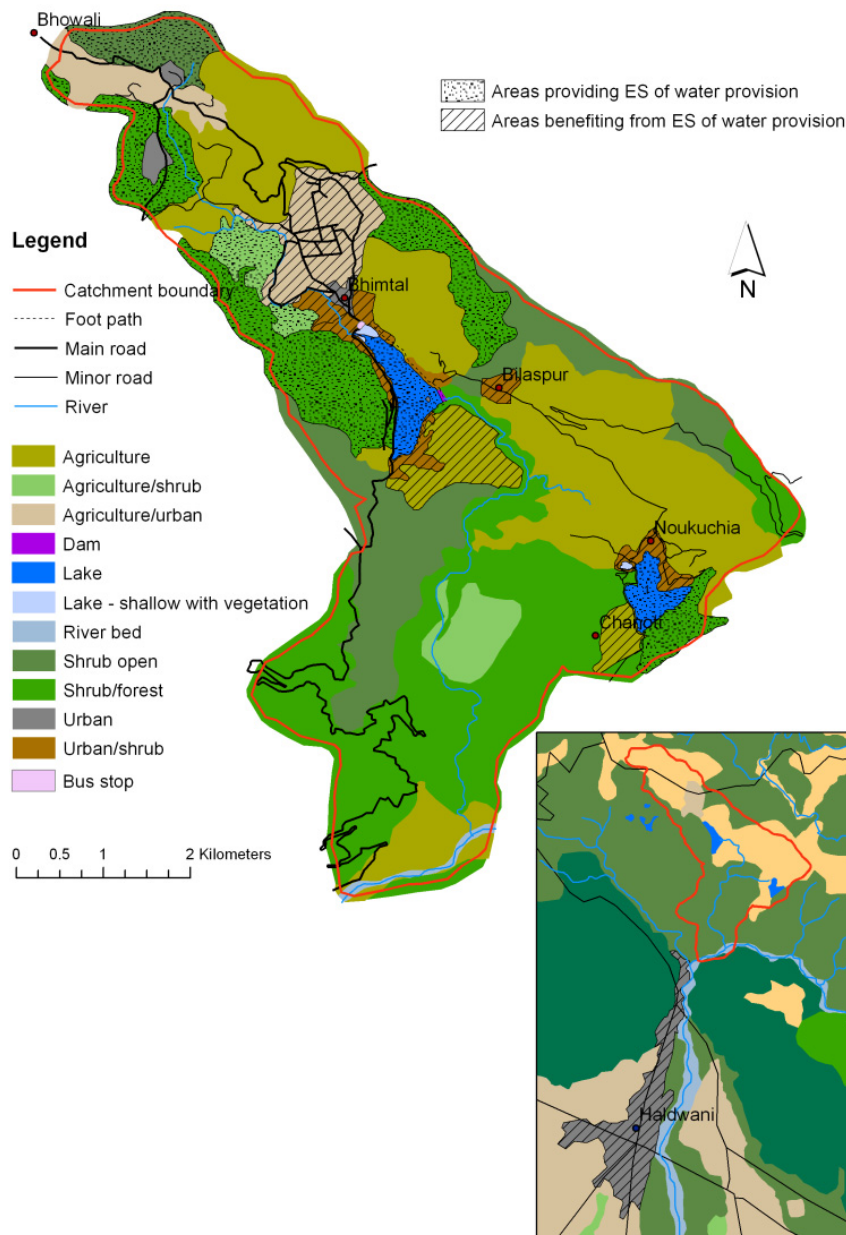 Bhowali
Areas providing ES of water provision
Areas benefiting from ES of water provision
N
Legend
Catchment boundary
Foot path
Main road
Minor road
River
Agriculture
Agriculture/shrub
Agriculture/urban
Dam
Lake
Lake - shallow with vegetation
River bed
Shrub open
Shrub/forest
Urban
Urban/shrub
Bus stop
0 0.5 1 2 Kilometers
Bhimtal
Bilaspur
Noukuchia
Chanoti
Haldwani